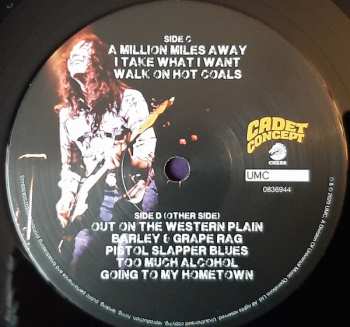 SIDE C
A MILLION MILES AWAY
I TAKE WHAT I WANT
WALK ON HOT COALS
CADET
CONCEPT
CHESS
UMC
0836944
SIDE D (OTHER SIDE)
OUT ON THE WESTERN PLAIN
BARLEY & GRAPE RAG
PISTOL SLAPPER BLUES
TOO MUCH ALCOHOL
GOING TO MY HOMETOWN